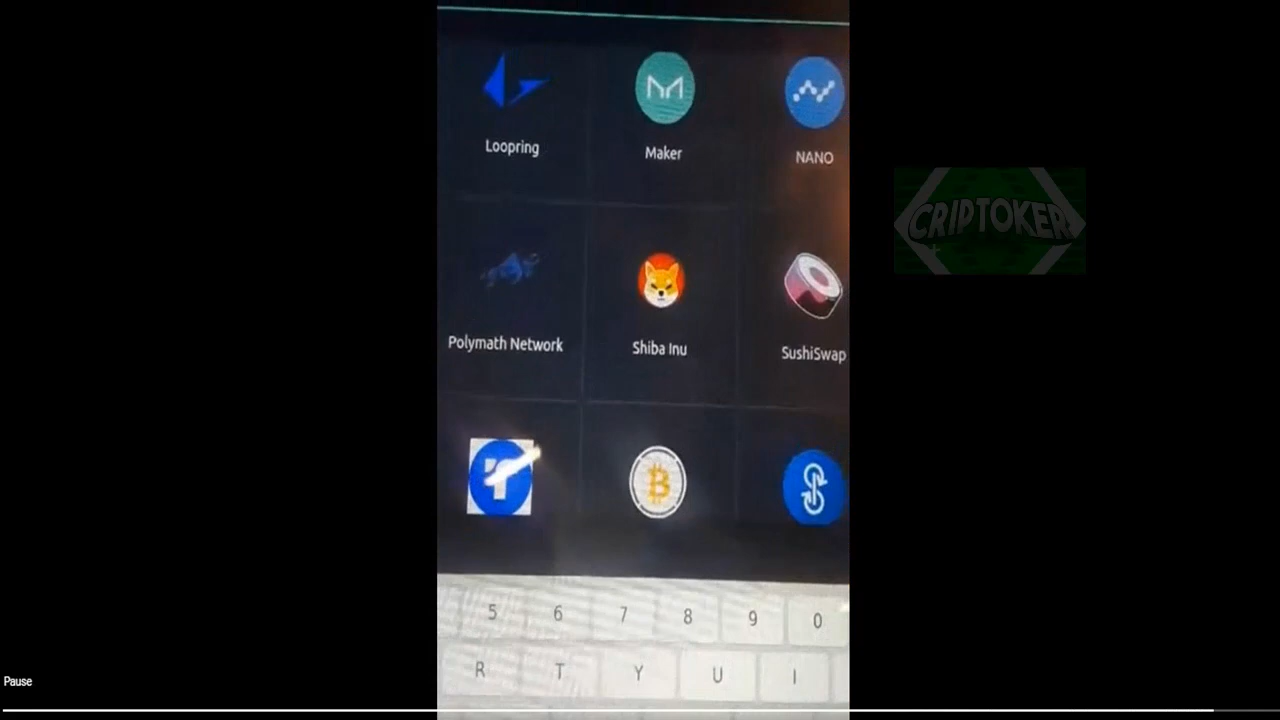 Loopring
Maker
NANO
CRIPTOKER
Polymath Network
Shiba Inu
SushiSwap
5 6 7 8 9 0
R T Y U I
Pause